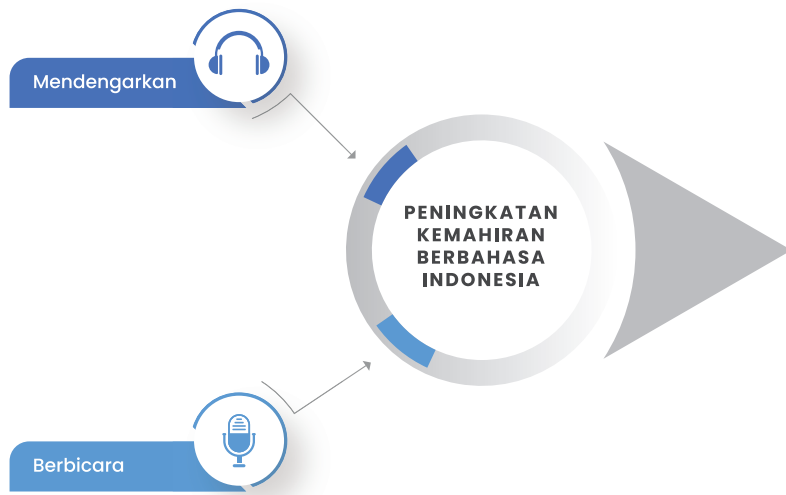 Mendengarkan
PENINGKATAN
KEMAHIRAN
BERBAHASA
INDONESIA
Berbicara